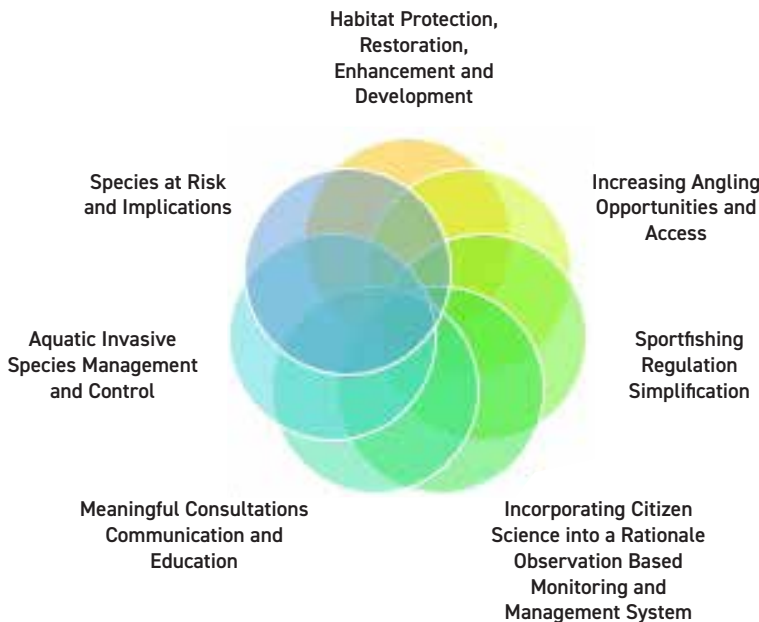 Habitat Protection,
Restoration,
Enhancement and
Development
Species at Risk
and Implications
Increasing Angling
Opportunities and
Access
Aquatic Invasive
Species Management
and Control
Sportfishing
Regulation
Simplification
Meaningful Consultations
Communication and
Education
Incorporating Citizen
Science into a Rationale
Observation Based
Monitoring and
Management System